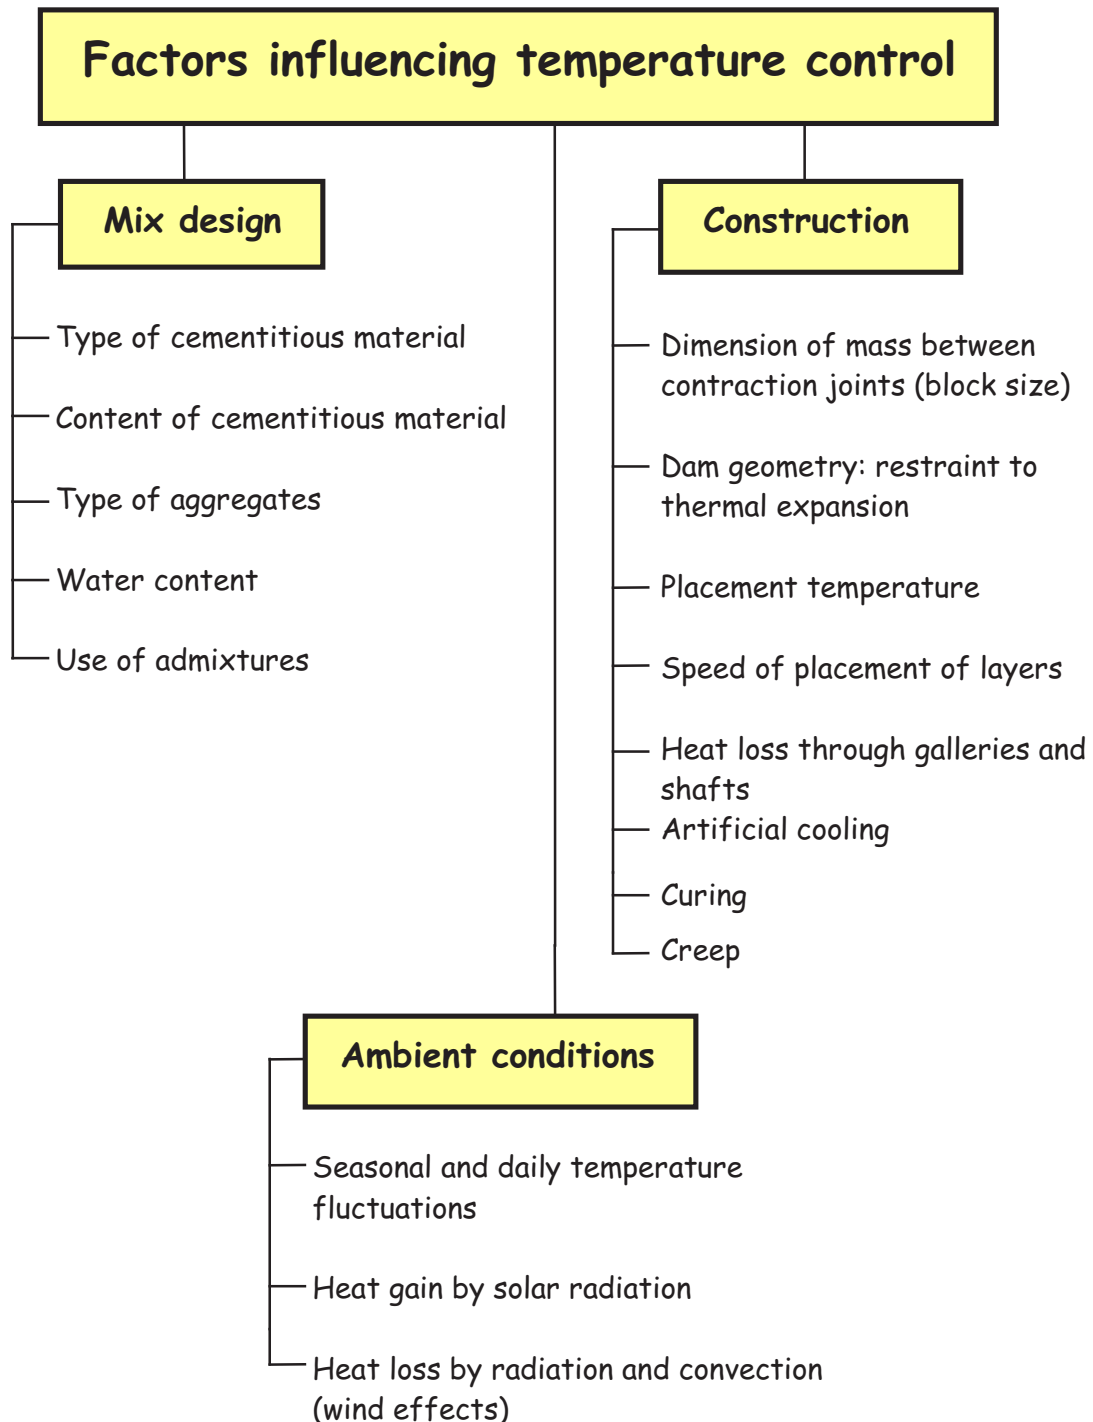 Factors influencing temperature control
Mix design
Type of cementitious material
Content of cementitious material
Type of aggregates
Water content
Use of admixtures
Construction
Dimension of mass between
contraction joints (block size)
Dam geometry: restraint to
thermal expansion
Placement temperature
Speed of placement of layers
Heat loss through galleries and
shafts
Artificial cooling
Curing
Creep
Ambient conditions
Seasonal and daily temperature
fluctuations
Heat gain by solar radiation
Heat loss by radiation and convection
(wind effects)